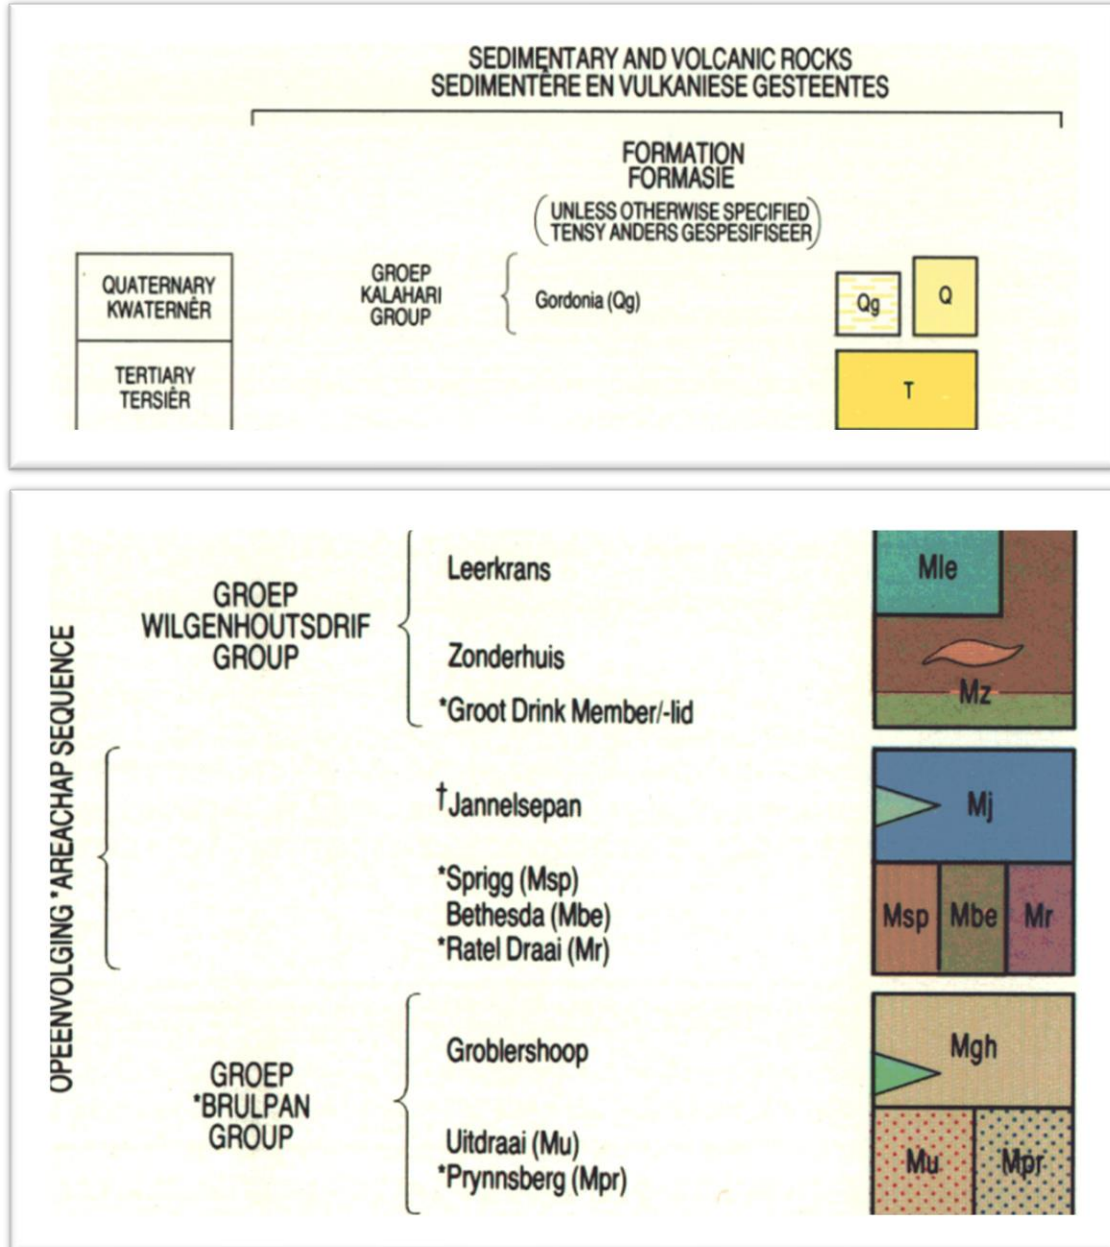 SEDIMENTARY AND VOLCANIC ROCKS
SEDIMENTÊRE EN VULKANIESE GESTEENTES
FORMATION
FORMASIE
(UNLESS OTHERWISE SPECIFIED
TENSY ANDERS GESPESIFISEER)
QUATERNARY
KWATERNÊR
GROEP
KALAHARI
GROUP
Gordonia (Qg)
Qg
Q
TERTIARY
TERSIÊR
T
OPEENVOLGING *AREACHAP SEQUENCE
GROEP
WILGENHOUTSDRIF
GROUP
Leerkrans
Mle
Zonderhuis
*Groot Drink Member/-lid
Mz
†Jannelsepan
Mj
*Sprigg (Msp)
Bethesda (Mbe)
*Ratel Draai (Mr)
Msp Mbe Mr
GROEP
*BRULPAN
GROUP
Groblershoop
Mgh
Uitdraai (Mu)
*Prynnsberg (Mpr)
Mu Mpr